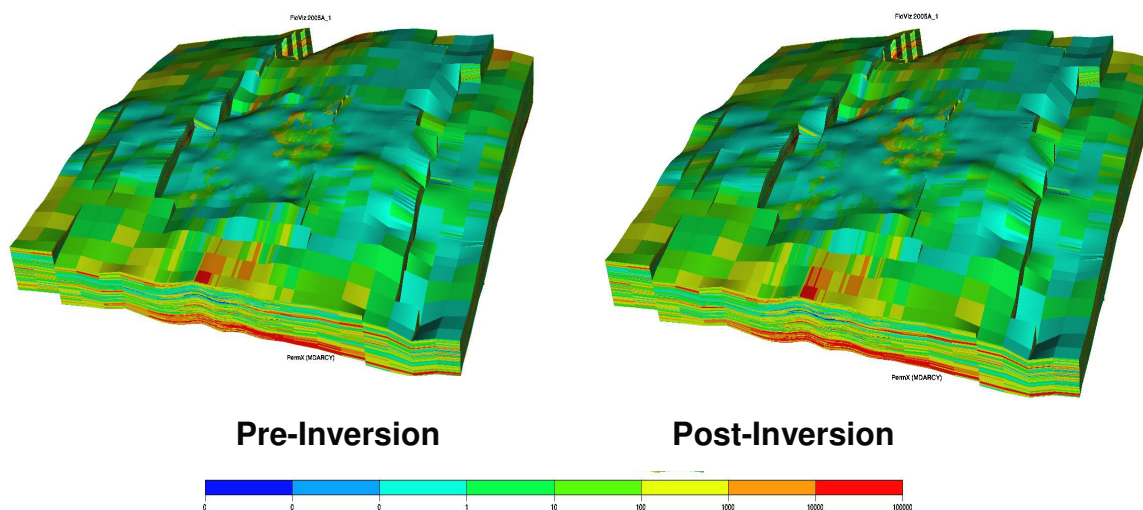 FloViz 2005A_1
FloViz 2005A_1
PermX (MDARCY)
PermX (MDARCY)
Pre-Inversion
Post-Inversion
0 0 0 1 10 100 1000 10000 100000